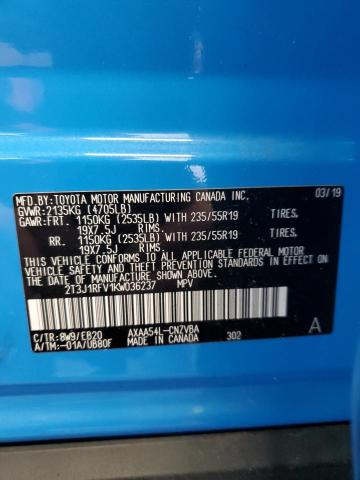 MFD.BY:TOYOTA MOTOR MANUFACTURING CANADA INC. 03/19
GVWR:2135KG (4705LB)
GAWR:FRT. 1150KG (2535LB) WITH 235/55R19 TIRES.
19X7.5J RIMS.
RR. 1150KG (2535LB) WITH 235/55R19 TIRES.
19X7.5J RIMS.
THIS VEHICLE CONFORMS TO ALL APPLICABLE FEDERAL MOTOR
VEHICLE SAFETY AND THEFT PREVENTION STANDARDS IN EFFECT ON
THE DATE OF MANUFACTURE SHOWN ABOVE.
2T3J1RFV1KW036237 MPV
C/TR:8W9/EB20 AXAA54L-CNZVBA
A/TM:-01A/UB80F MADE IN CANADA 302 A